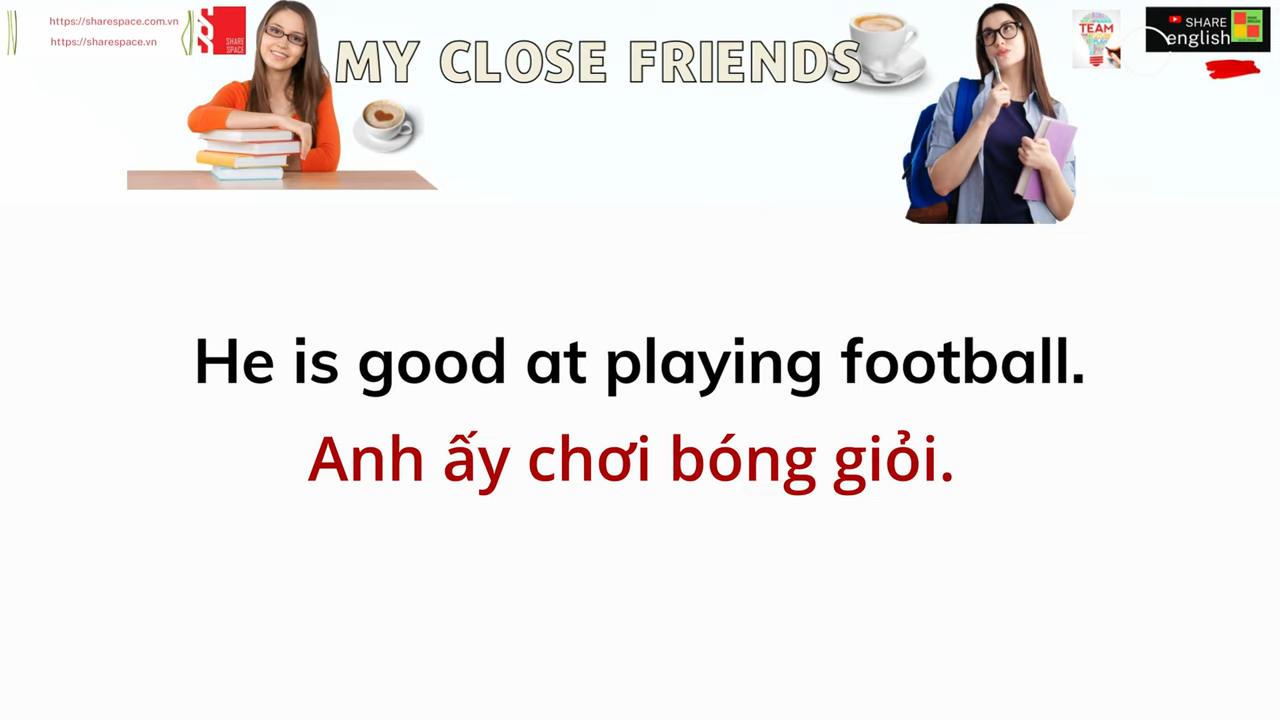 https://sharespace.com.vn
https://sharespace.vn
SHARE
SPACE
MY CLOSE FRIENDS
TEAM
SHARE
english
He is good at playing football.
Anh ấy chơi bóng giỏi.